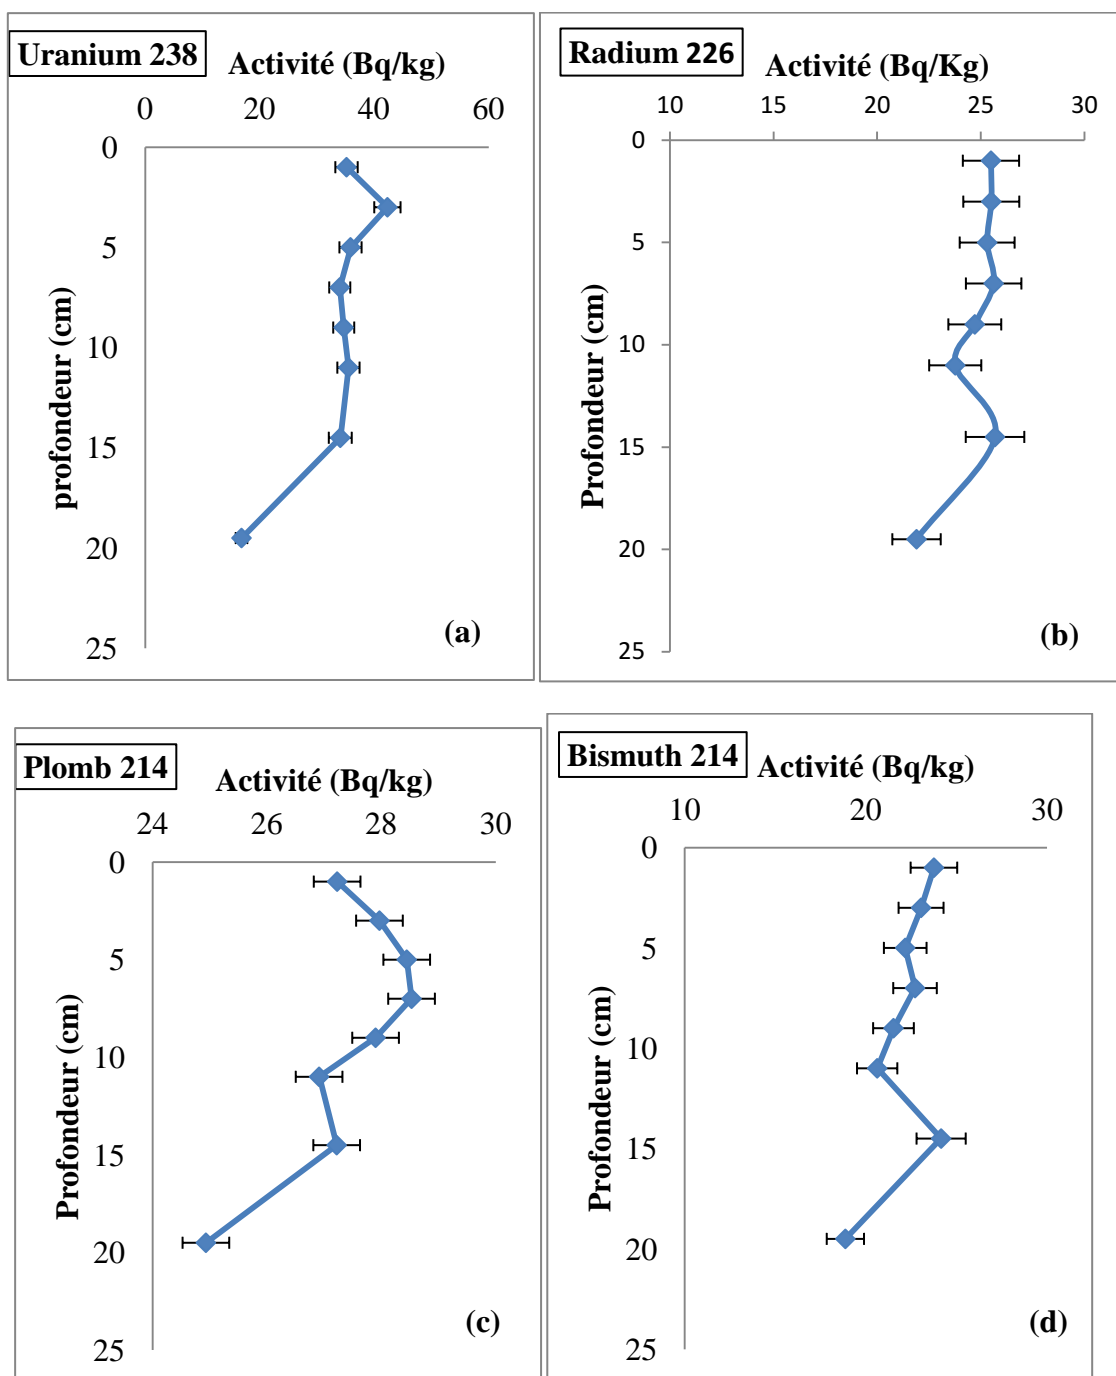 Uranium 238
Activité (Bq/kg)
0 20 40 60
0
5
10
15
20
25
profondeur (cm)
(a)
Radium 226
Activité (Bq/Kg)
10 15 20 25 30
0
5
10
15
20
25
Profondeur (cm)
(b)
Plomb 214
Activité (Bq/kg)
24 26 28 30
0
5
10
15
20
25
Profondeur (cm)
(c)
Bismuth 214
Activité (Bq/kg)
10 20 30
0
5
10
15
20
Profondeur (cm)
(d)
25